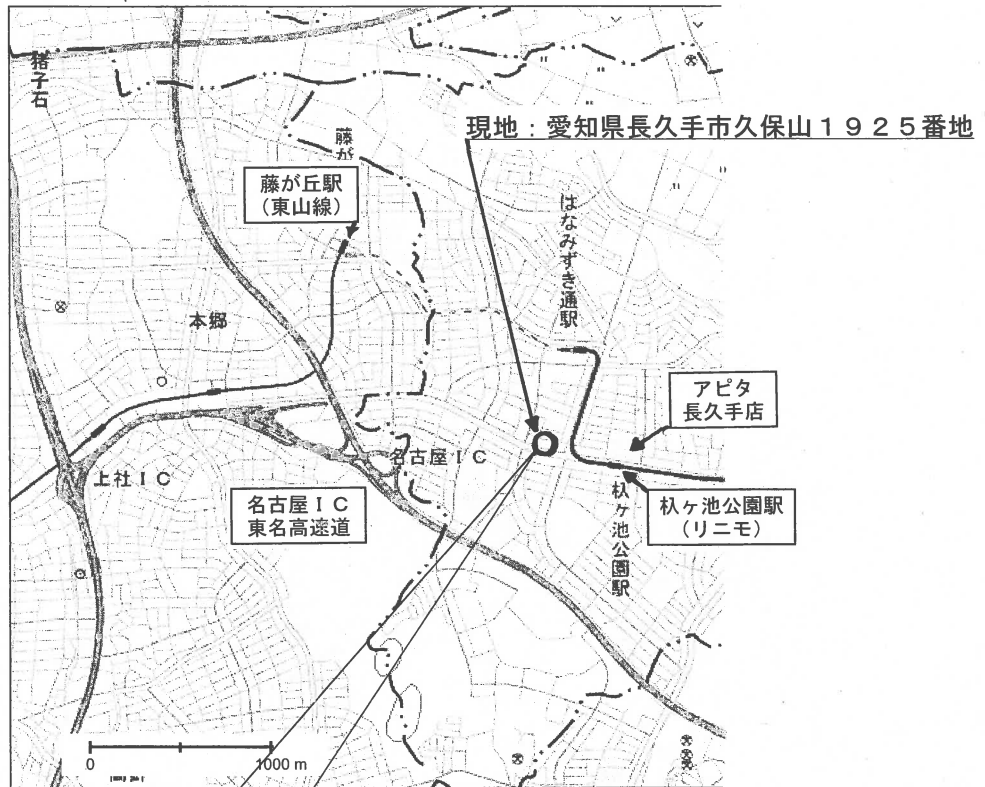 猪子石
現地：愛知県長久手市久保山１９２５番地
藤が
藤が丘駅
（東山線）
はなみずき通駅
本郷
アピタ
長久手店
名古屋ＩＣ
上社ＩＣ
名古屋ＩＣ
東名高速道
杁ヶ池公園駅
（リニモ）
杁ヶ池公園駅
0
1000 m